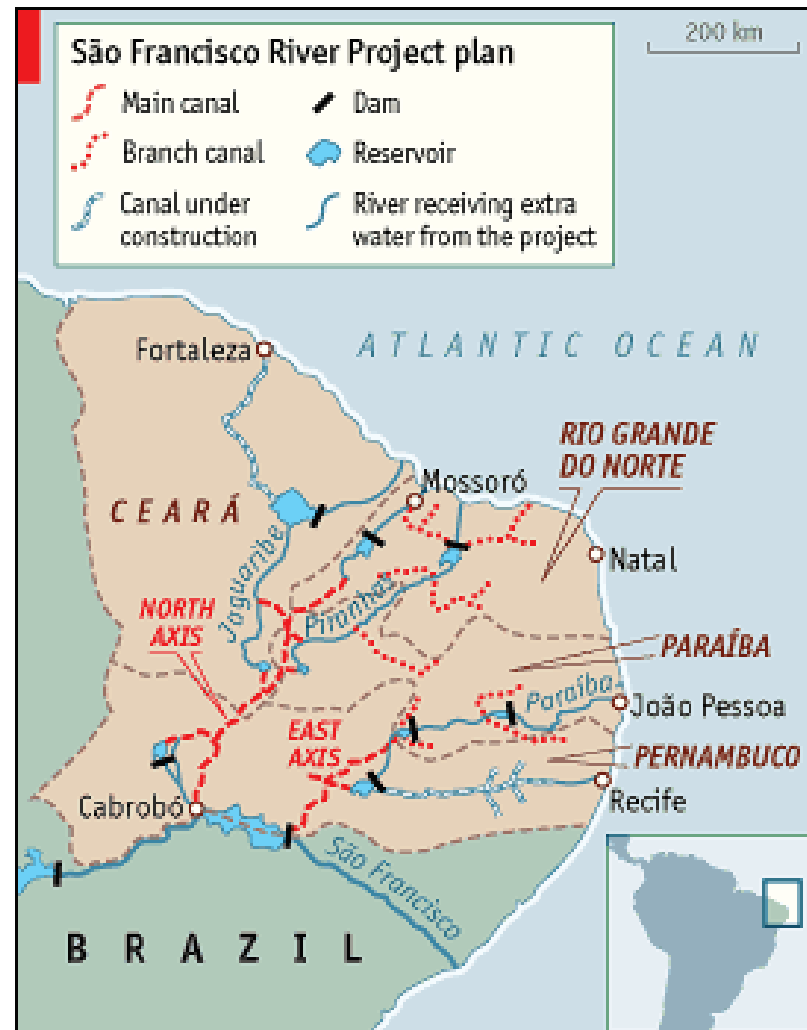 São Francisco River Project plan
Main canal
Branch canal
Canal under
construction
Dam
Reservoir
River receiving extra
water from the project
200 km
Fortaleza
ATLANTIC OCEAN
RIO GRANDE
DO NORTE
Mossoró
CEARÁ
Jaguaribe
Piranhas
Natal
NORTH
AXIS
PARAÍBA
Paraíba
João Pessoa
EAST
AXIS
PERNAMBUCO
Recife
Cabrobó
São Francisco
BRAZIL